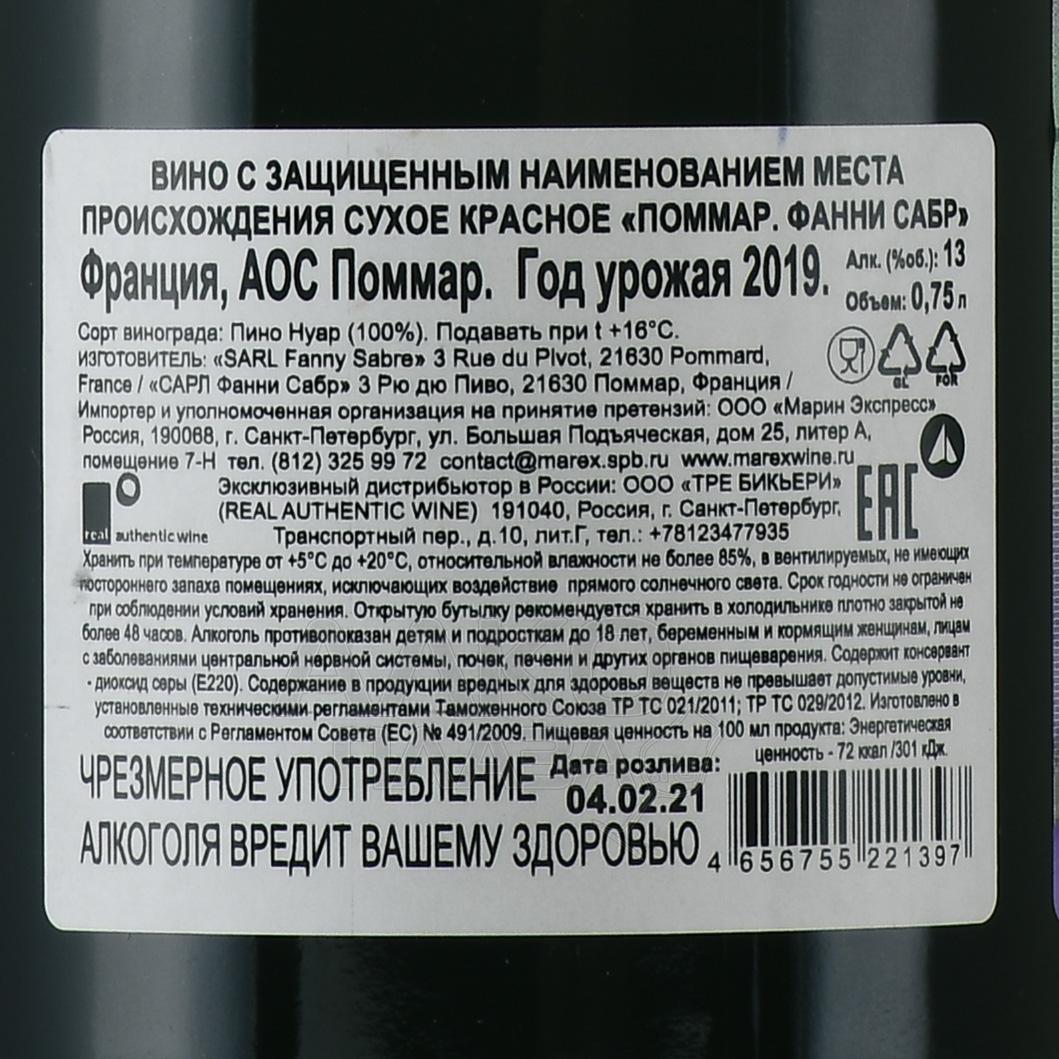 ВИНО С ЗАЩИЩЕННЫМ НАИМЕНОВАНИЕМ МЕСТА
ПРОИСХОЖДЕНИЯ СУХОЕ КРАСНОЕ «ПОММАР. ФАННИ САБР»
Франция, АОС Поммар. Год урожая 2019.
Алк. (%об.): 13
Объем: 0,75 л
Сорт винограда: Пино Нуар (100%). Подавать при t +16°C.
ИЗГОТОВИТЕЛЬ: «SARL Fanny Sabre» 3 Rue du Pivot, 21630 Pommard,
France / «САРЛ Фанни Сабр» 3 Рю дю Пиво, 21630 Поммар, Франция /
GL FOR
Импортер и уполномоченная организация на принятие претензий: ООО «Марин Экспресс»
Россия, 190068, г. Санкт-Петербург, ул. Большая Подъяческая, дом 25, литер А,
помещение 7-Н тел. (812) 325 99 72 contact@marex.spb.ru www.marexwine.ru
Эксклюзивный дистрибьютор в России: ООО «ТРЕ БИКЬЕРИ»
(REAL AUTHENTIC WINE) 191040, Россия, г. Санкт-Петербург,
Транспортный пер., д.10, лит.Г, тел.: +78123477935
EAC
real authentic wine
Хранить при температуре от +5°C до +20°C, относительной влажности не более 85%, в вентилируемых, не имеющих
постороннего запаха помещениях, исключающих воздействие прямого солнечного света. Срок годности не ограничен
при соблюдении условий хранения. Открытую бутылку рекомендуется хранить в холодильнике плотно закрытой не
более 48 часов. Алкоголь противопоказан детям и подросткам до 18 лет, беременным и кормящим женщинам, лицам
с заболеваниями центральной нервной системы, почек, печени и других органов пищеварения. Содержит консервант
- диоксид серы (Е220). Содержание в продукции вредных для здоровья веществ не превышает допустимые уровни,
установленные техническими регламентами Таможенного Союза ТР ТС 021/2011; ТР ТС 029/2012. Изготовлено в
соответствии с Регламентом Совета (ЕС) № 491/2009. Пищевая ценность на 100 мл продукта: Энергетическая
ценность - 72 ккал /301 кДж.
ЧРЕЗМЕРНОЕ УПОТРЕБЛЕНИЕ
АЛКОГОЛЯ ВРЕДИТ ВАШЕМУ ЗДОРОВЬЮ
Дата розлива:
04.02.21
4 656755 221397